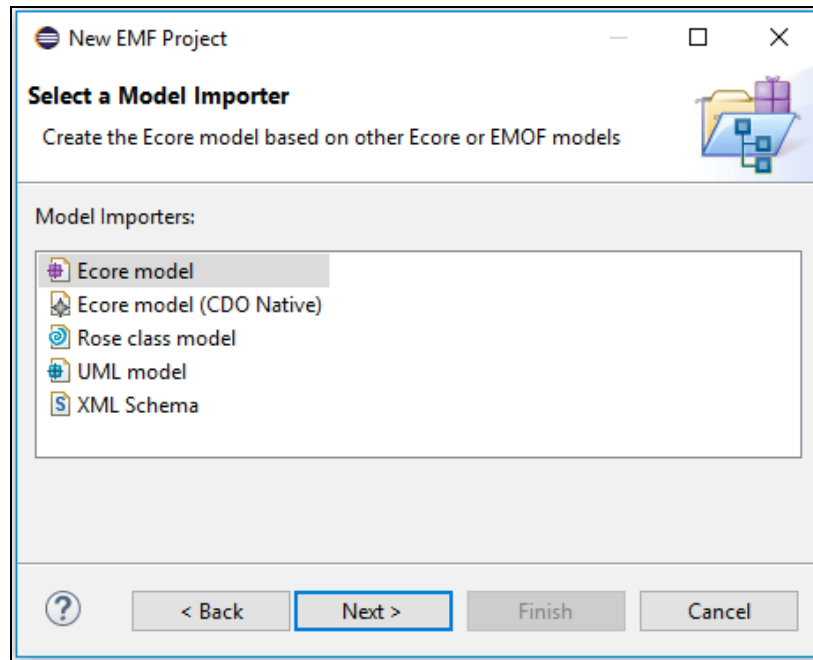 New EMF Project
Select a Model Importer
Create the Ecore model based on other Ecore or EMOF models
Model Importers:
Ecore model
Ecore model (CDO Native)
Rose class model
UML model
S XML Schema
? < Back Next > Finish Cancel